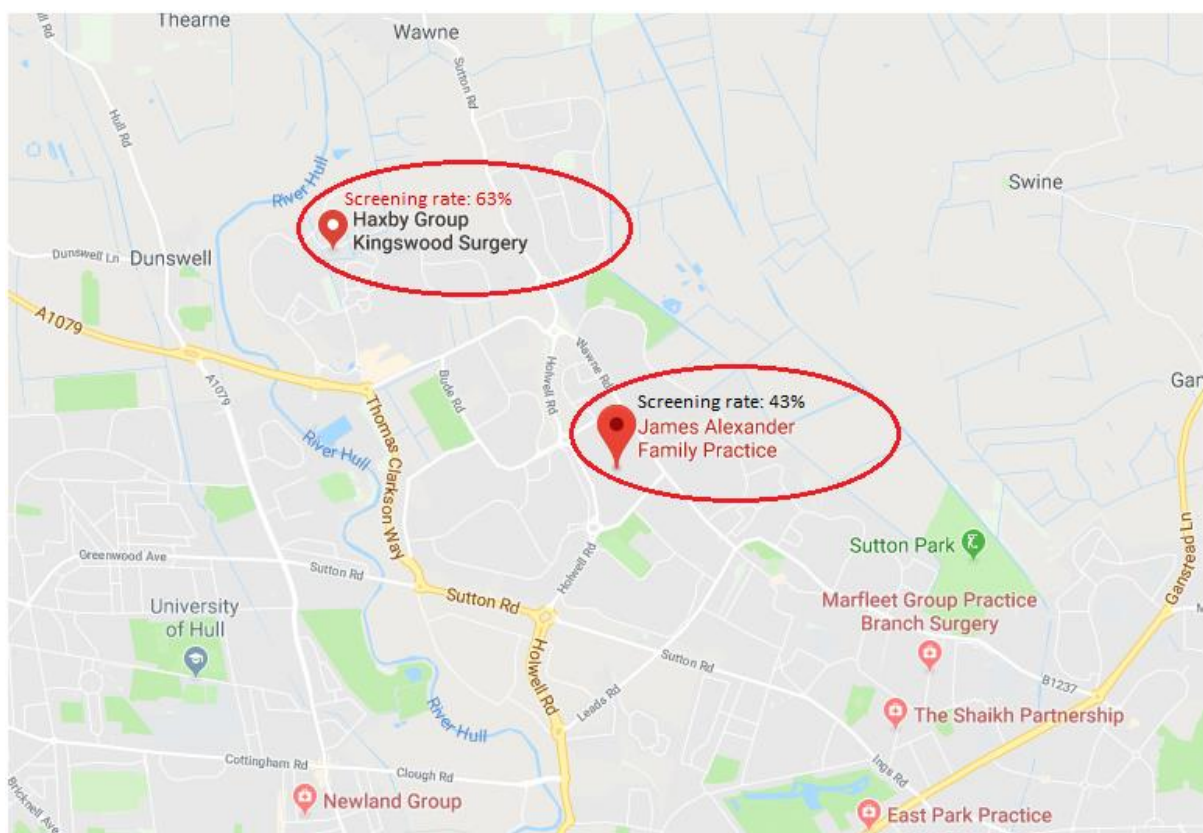 Thearne
Wawne
Hull Rd
Sutton Rd
River Hull
Swine
Screening rate: 63%
Haxby Group
Kingswood Surgery
Dunswell Ln
Dunswell
A1079
Wawne Rd
Holwell Rd
Bude Rd
A1079
Thomas Clarkson Way
Screening rate: 43%
James Alexander
Family Practice
River Hull
Ganstead Ln
Sutton Park
Greenwood Ave
Sutton Rd
Sutton Rd
Holwell Rd
University
of Hull
Marfleet Group Practice
Branch Surgery
Holwell Rd
Sutton Rd
B1237
Leads Rd
The Shaikh Partnership
River Hull
Cottingham Rd
Clough Rd
Ings Rd
Bricknell Ave
Newland Group
East Park Practice